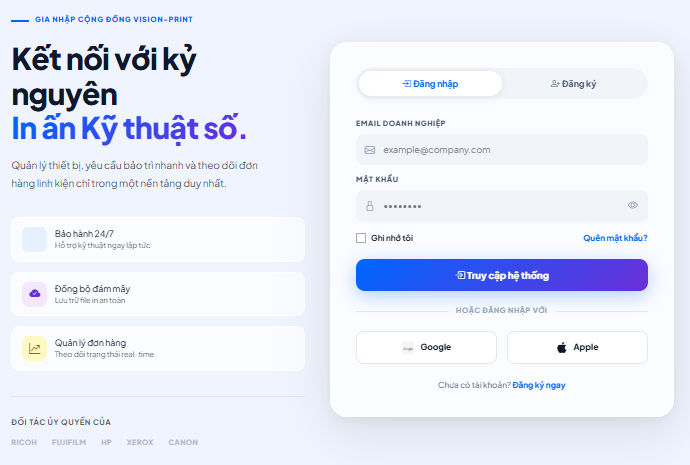 GIA NHẬP CỘNG ĐỒNG VISION-PRINT
Kết nối với kỷ
nguyên
In ấn Kỹ thuật số.
Quản lý thiết bị, yêu cầu bảo trì nhanh và theo dõi đơn
hàng linh kiện chỉ trong một nền tảng duy nhất.
Bảo hành 24/7
Hỗ trợ kỹ thuật ngay lập tức
Đồng bộ đám mây
Lưu trữ file in an toàn
Quản lý đơn hàng
Theo dõi trạng thái real-time
ĐỐI TÁC ỦY QUYỀN CỦA
RICOH FUJIFILM HP XEROX CANON
Đăng nhập Đăng ký
EMAIL DOANH NGHIỆP
example@company.com
MẬT KHẨU
••••••••
Ghi nhớ tôi Quên mật khẩu?
Truy cập hệ thống
HOẶC ĐĂNG NHẬP VỚI
Google Apple
Chưa có tài khoản? Đăng ký ngay